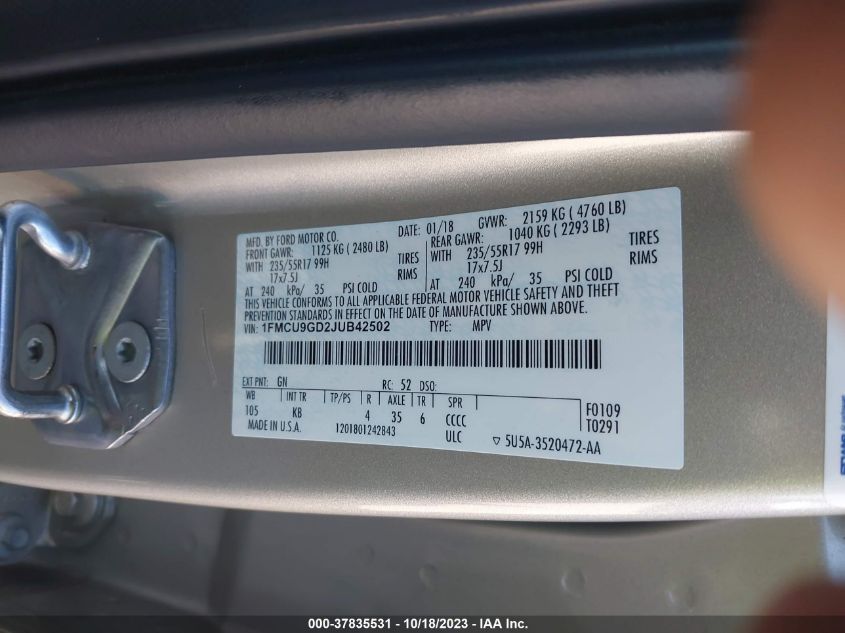 MFD. BY FORD MOTOR CO.
DATE: 01/18 GVWR: 2159 KG ( 4760 LB)
FRONT GAWR: 1125 KG ( 2480 LB)
WITH 235/55R17 99H TIRES
17x7.5J RIMS
AT 240 kPa/ 35 PSI COLD
REAR GAWR: 1040 KG ( 2293 LB)
WITH 235/55R17 99H TIRES
17x7.5J RIMS
AT 240 kPa/ 35 PSI COLD
THIS VEHICLE CONFORMS TO ALL APPLICABLE FEDERAL MOTOR VEHICLE SAFETY AND THEFT
PREVENTION STANDARDS IN EFFECT ON THE DATE OF MANUFACTURE SHOWN ABOVE.
VIN: 1FMCU9GD2JUB42502 TYPE: MPV
EXT PNT: GN RC: 52 DSO:
WB INT TR TP/PS R AXLE TR SPR
105 KB 4 35 6 CCCC
MADE IN U.S.A. 1201801242843 ULC
F0109
T0291
▽ 5U5A-3520472-AA
000-37835531 - 10/18/2023 - IAA Inc.